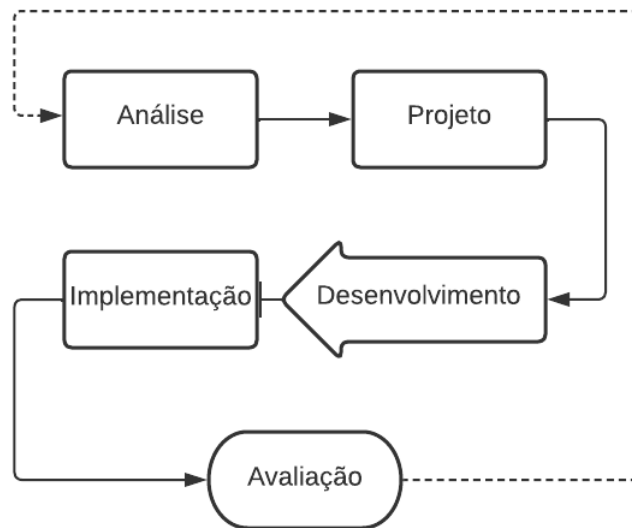 Análise
Projeto
Desenvolvimento
Implementação
Avaliação